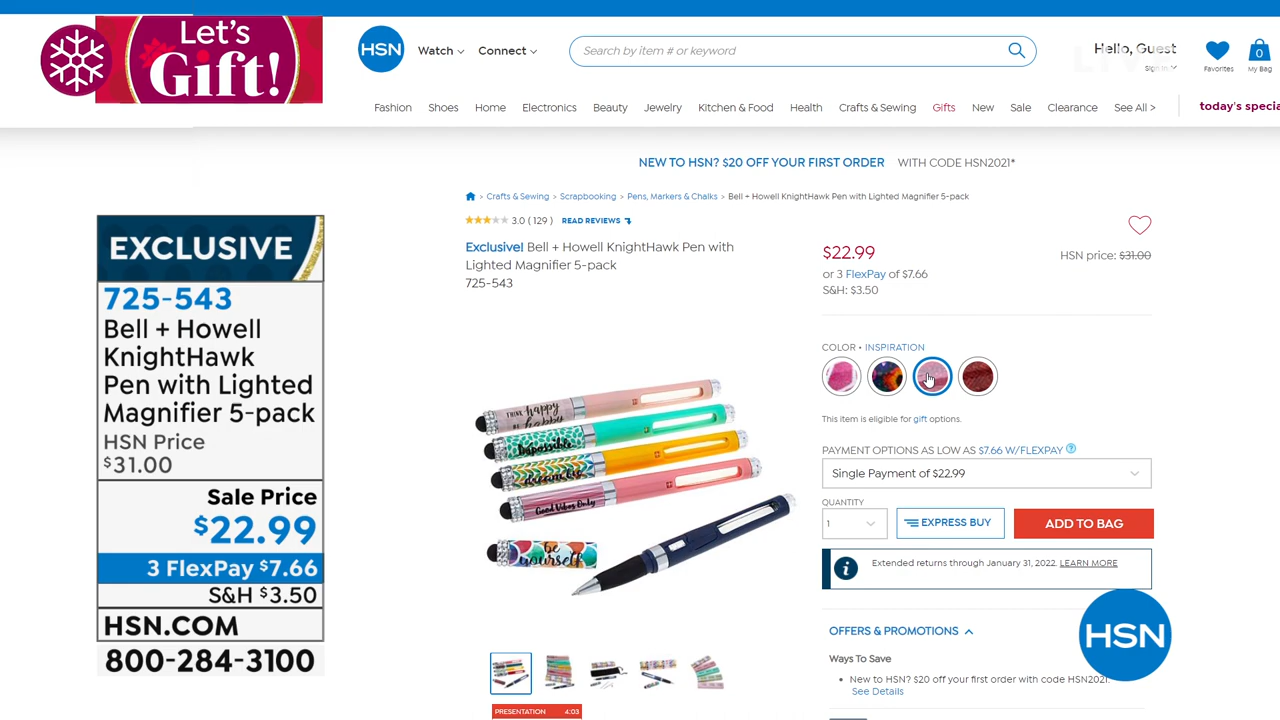 Let's
Gift!
HSN
Watch
Connect
Search by item # or keyword
Hello, Guest
Sign In
Favorites
0
My Bag
Fashion Shoes Home Electronics Beauty Jewelry Kitchen & Food Health Crafts & Sewing Gifts New Sale Clearance See All > today's specia
NEW TO HSN? $20 OFF YOUR FIRST ORDER WITH CODE HSN2021*
> Crafts & Sewing > Scrapbooking > Pens, Markers & Chalks > Bell + Howell KnightHawk Pen with Lighted Magnifier 5-pack
3.0 ( 129 ) READ REVIEWS
Exclusive! Bell + Howell KnightHawk Pen with
Lighted Magnifier 5-pack
725-543
$22.99
HSN price: $31.00
or 3 FlexPay of $7.66
S&H: $3.50
COLOR • INSPIRATION
This item is eligible for gift options.
PAYMENT OPTIONS AS LOW AS $7.66 W/FLEXPAY ?
Single Payment of $22.99
QUANTITY
1
EXPRESS BUY
ADD TO BAG
i
Extended returns through January 31, 2022. LEARN MORE
OFFERS & PROMOTIONS
Ways To Save
• New to HSN? $20 off your first order with code HSN2021.
See Details
HSN
EXCLUSIVE
725-543
Bell + Howell
KnightHawk
Pen with Lighted
Magnifier 5-pack
HSN Price
$31.00
Sale Price
$22.99
3 FlexPay $7.66
S&H $3.50
HSN.COM
800-284-3100
THINK happy
Impossible
Good Vibes Only
be
yourself
PRESENTATION 4:03